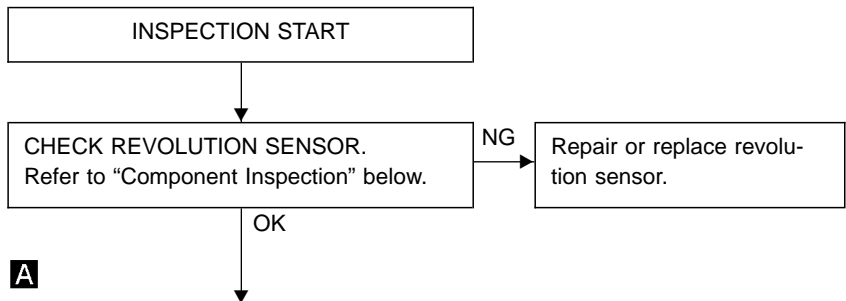 INSPECTION START
CHECK REVOLUTION SENSOR.
Refer to “Component Inspection” below.
NG
Repair or replace revolu-
tion sensor.
OK
A